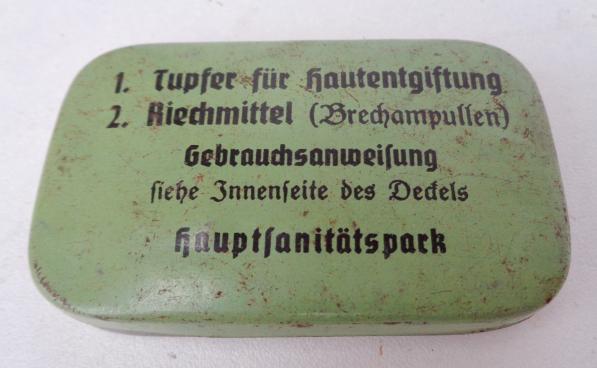 1. Tupfer für Hautentgiftung
2. Riechmittel (Brechampullen)
Gebrauchsanweiſung
ſiehe Innenſeite des Deckels
Hauptſanitätspark